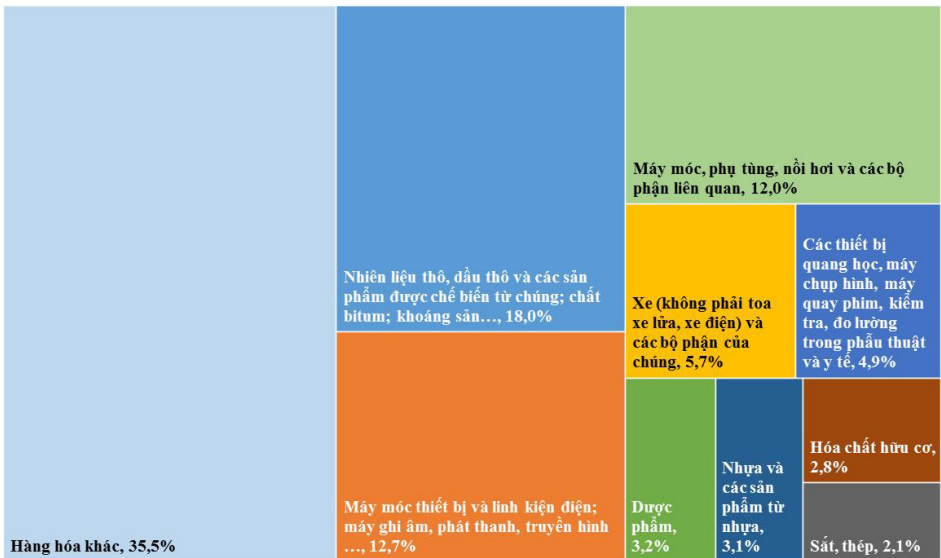 Hàng hóa khác, 35,5%
Nhiên liệu thô, dầu thô và các sản
phẩm được chế biến từ chúng; chất
bitum; khoáng sản…, 18,0%
Máy móc thiết bị và linh kiện điện;
máy ghi âm, phát thanh, truyền hình
…, 12,7%
Máy móc, phụ tùng, nồi hơi và các bộ
phận liên quan, 12,0%
Xe (không phải toa
xe lửa, xe điện) và
các bộ phận của
chúng, 5,7%
Các thiết bị
quang học, máy
chụp hình, máy
quay phim, kiểm
tra, đo lường
trong phẫu thuật
và y tế, 4,9%
Dược
phẩm,
3,2%
Nhựa và
các sản
phẩm từ
nhựa,
3,1%
Hóa chất hữu cơ,
2,8%
Sắt, thép, 2,1%